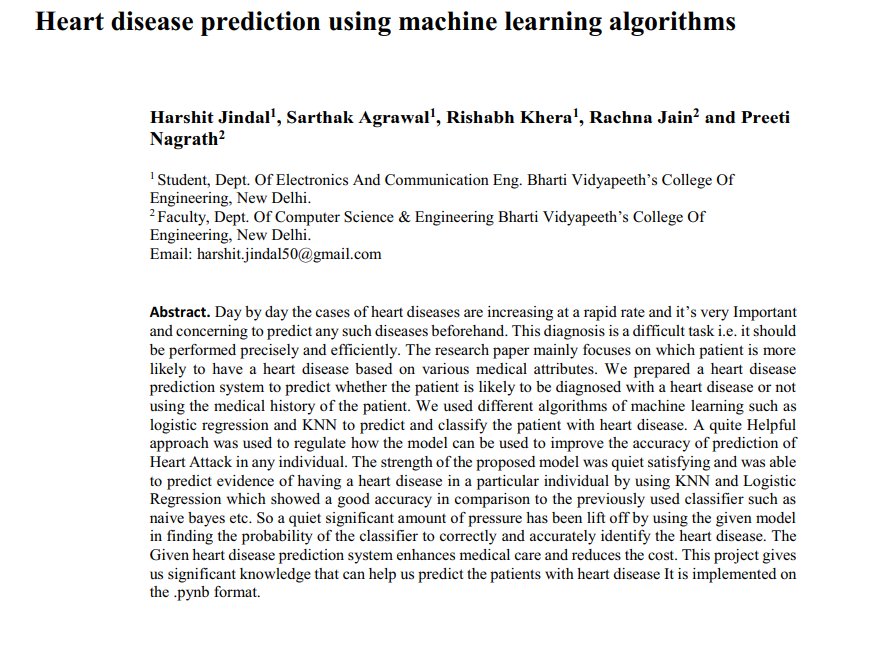 Heart disease prediction using machine learning algorithms
Harshit Jindal¹, Sarthak Agrawal¹, Rishabh Khera¹, Rachna Jain² and Preeti
Nagrath²
¹ Student, Dept. Of Electronics And Communication Eng. Bharti Vidyapeeth’s College Of
Engineering, New Delhi.
² Faculty, Dept. Of Computer Science & Engineering Bharti Vidyapeeth’s College Of
Engineering, New Delhi.
Email: harshit.jindal50@gmail.com
Abstract. Day by day the cases of heart diseases are increasing at a rapid rate and it’s very Important
and concerning to predict any such diseases beforehand. This diagnosis is a difficult task i.e. it should
be performed precisely and efficiently. The research paper mainly focuses on which patient is more
likely to have a heart disease based on various medical attributes. We prepared a heart disease
prediction system to predict whether the patient is likely to be diagnosed with a heart disease or not
using the medical history of the patient. We used different algorithms of machine learning such as
logistic regression and KNN to predict and classify the patient with heart disease. A quite Helpful
approach was used to regulate how the model can be used to improve the accuracy of prediction of
Heart Attack in any individual. The strength of the proposed model was quiet satisfying and was able
to predict evidence of having a heart disease in a particular individual by using KNN and Logistic
Regression which showed a good accuracy in comparison to the previously used classifier such as
naive bayes etc. So a quiet significant amount of pressure has been lift off by using the given model
in finding the probability of the classifier to correctly and accurately identify the heart disease. The
Given heart disease prediction system enhances medical care and reduces the cost. This project gives
us significant knowledge that can help us predict the patients with heart disease It is implemented on
the .pynb format.